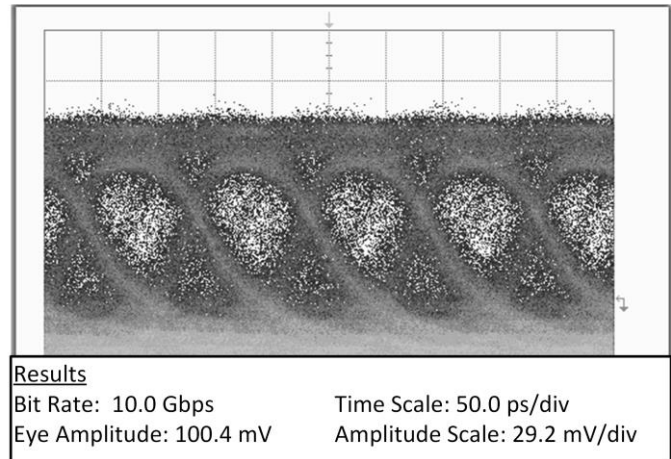 Results
Bit Rate: 10.0 Gbps
Time Scale: 50.0 ps/div
Eye Amplitude: 100.4 mV
Amplitude Scale: 29.2 mV/div